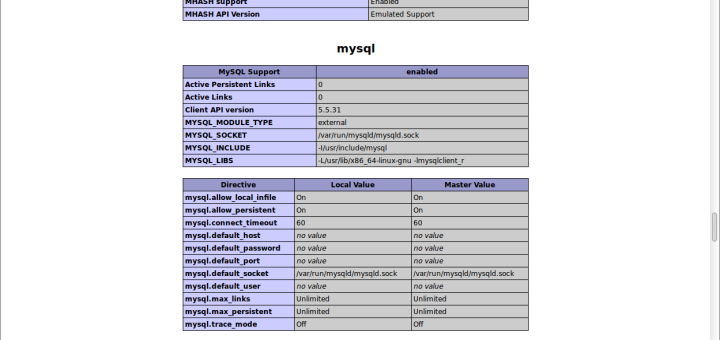 MHASH support Enabled
MHASH API Version Emulated Support
mysql
MySQL Support enabled
Active Persistent Links 0
Active Links 0
Client API version 5.5.31
MYSQL_MODULE_TYPE external
MYSQL_SOCKET /var/run/mysqld/mysqld.sock
MYSQL_INCLUDE -I/usr/include/mysql
MYSQL_LIBS -L/usr/lib/x86_64-linux-gnu -lmysqlclient_r
Directive Local Value Master Value
mysql.allow_local_infile On On
mysql.allow_persistent On On
mysql.connect_timeout 60 60
mysql.default_host no value no value
mysql.default_password no value no value
mysql.default_port no value no value
mysql.default_socket /var/run/mysqld/mysqld.sock /var/run/mysqld/mysqld.sock
mysql.default_user no value no value
mysql.max_links Unlimited Unlimited
mysql.max_persistent Unlimited Unlimited
mysql.trace_mode Off Off